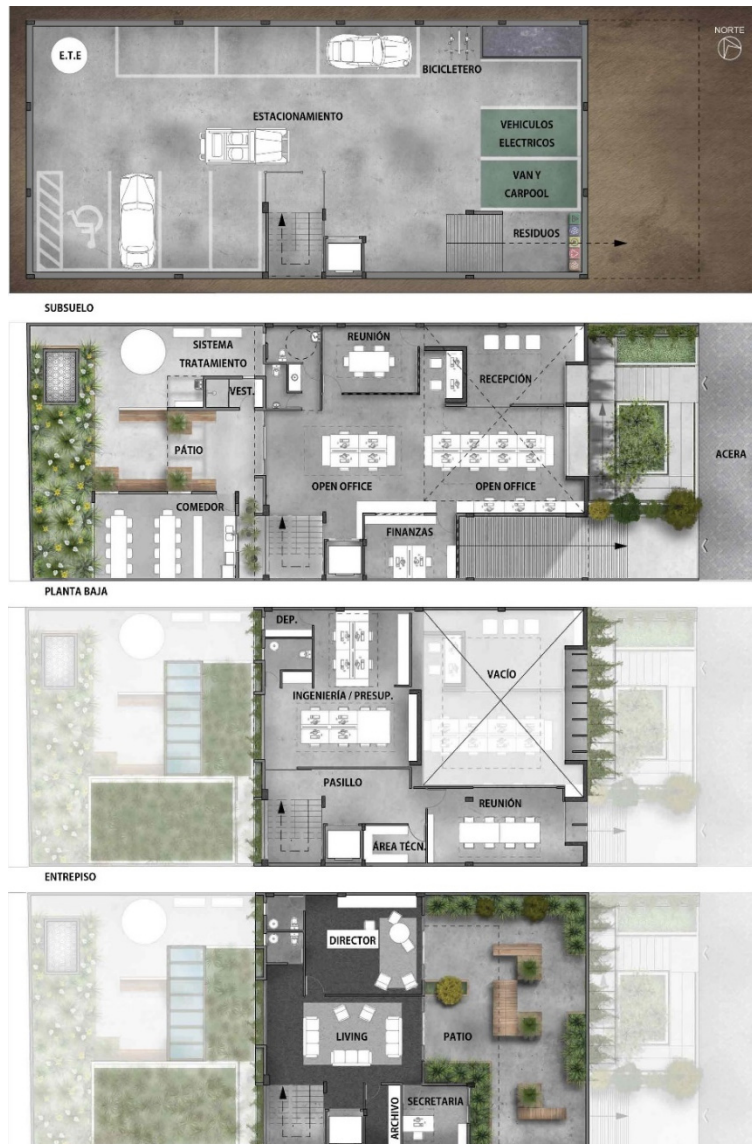 NORTE
E.T.E
BICICLETERO
ESTACIONAMIENTO
VEHICULOS
ELECTRICOS
VAN Y
CARPOOL
RESIDUOS
SUBSUELO
REUNIÓN
SISTEMA
TRATAMIENTO
RECEPCIÓN
VEST.
PÁTIO
ACERA
OPEN OFFICE
OPEN OFFICE
COMEDOR
FINANZAS
PLANTA BAJA
DEP.
VACÍO
INGENIERÍA / PRESUP.
PASILLO
REUNIÓN
ÁREA TÉCN.
ENTREPISO
DIRECTOR
LIVING
PATIO
ARCHIVO
SECRETARIA